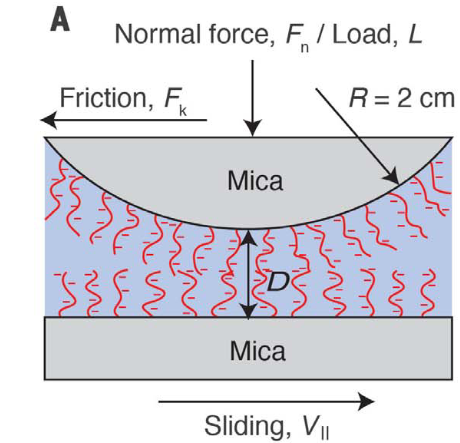 A
Normal force, Fₙ / Load, L
Friction, Fₖ
R = 2 cm
Mica
D
Mica
Sliding, V||